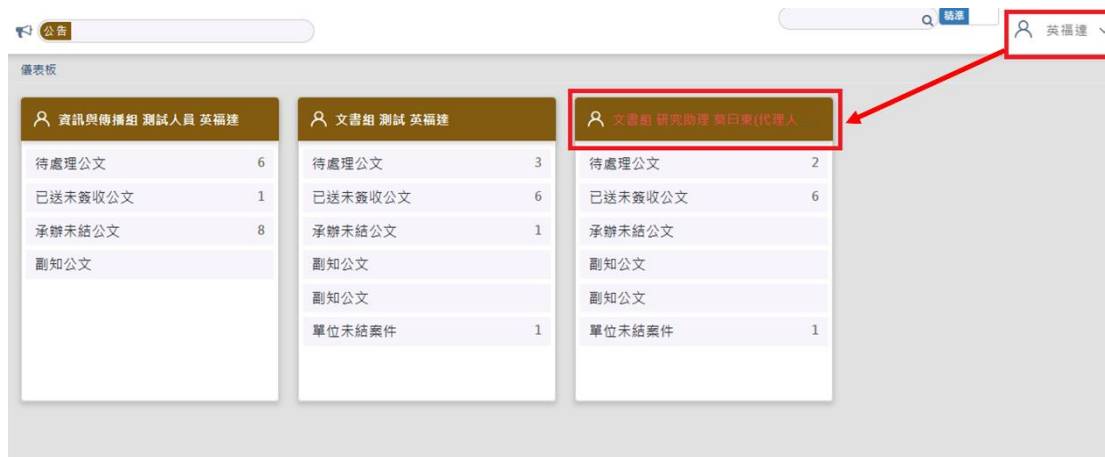 公告
精準
英福達
儀表板
資訊與傳播組 測試人員 英福達
待處理公文 6
已送未簽收公文 1
承辦未結公文 8
副知公文
文書組 測試 英福達
待處理公文 3
已送未簽收公文 6
承辦未結公文 1
副知公文
副知公文
單位未結案件 1
文書組 研究助理 莫日東(代理人...
待處理公文 2
已送未簽收公文 6
承辦未結公文
副知公文
副知公文
單位未結案件 1